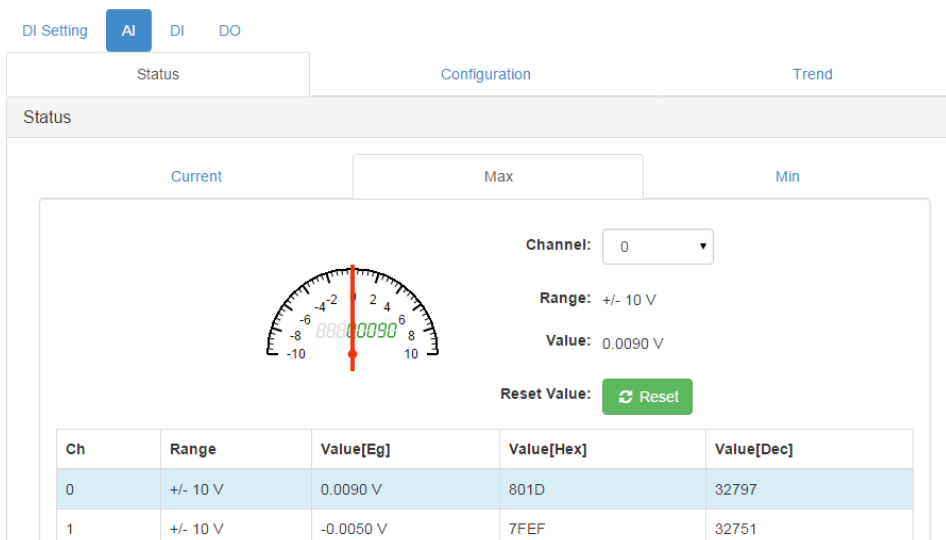 DI Setting AI DI DO
Status Configuration Trend
Status
Current Max Min
Channel: 0
Range: +/- 10 V
Value: 0.0090 V
Reset Value: Reset
-10 -8 -6 -4 -2 0 2 4 6 8 10
0.0090
Ch Range Value[Eg] Value[Hex] Value[Dec]
0 +/- 10 V 0.0090 V 801D 32797
1 +/- 10 V -0.0050 V 7FEF 32751